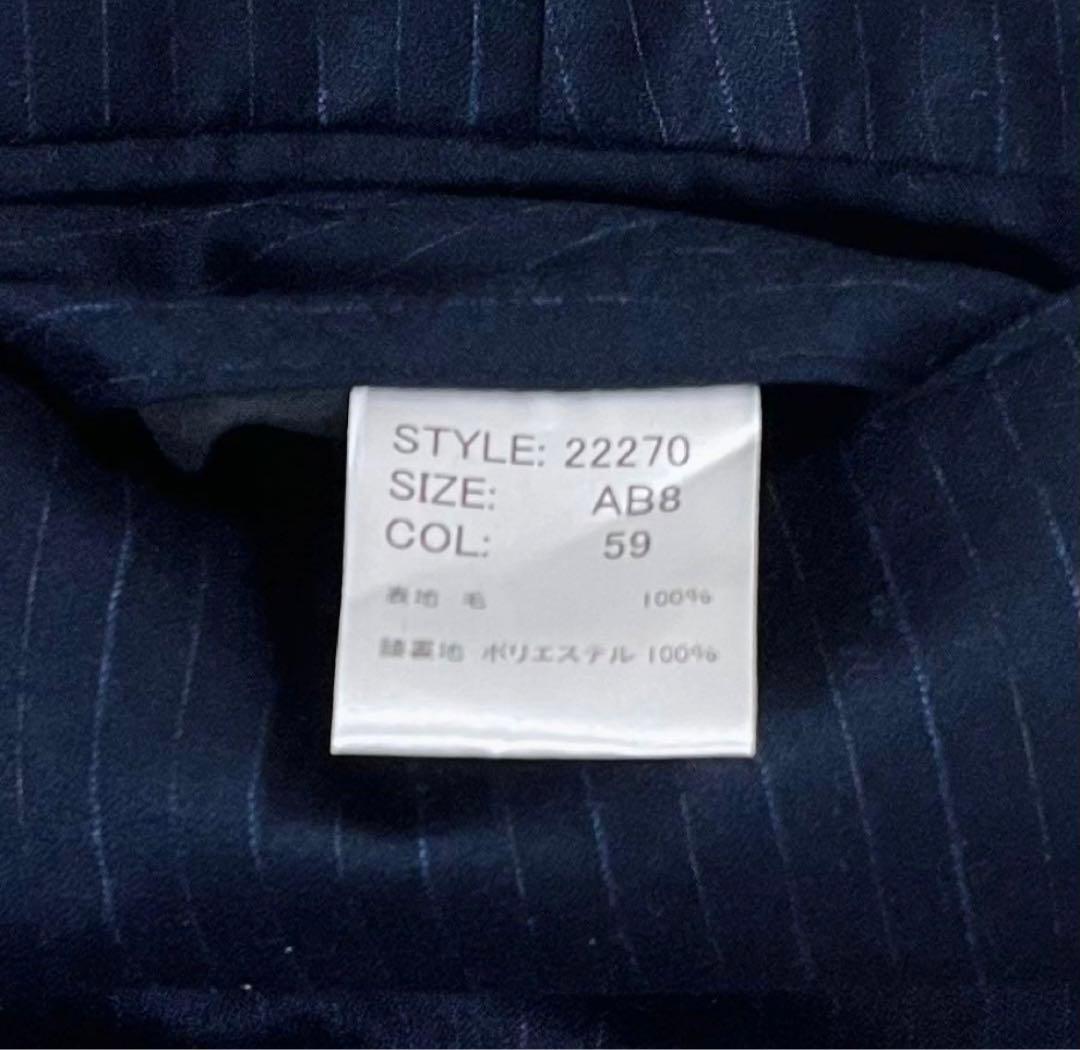 STYLE: 22270
SIZE: AB8
COL: 59
表地 毛 100%
膝裏地 ポリエステル 100%